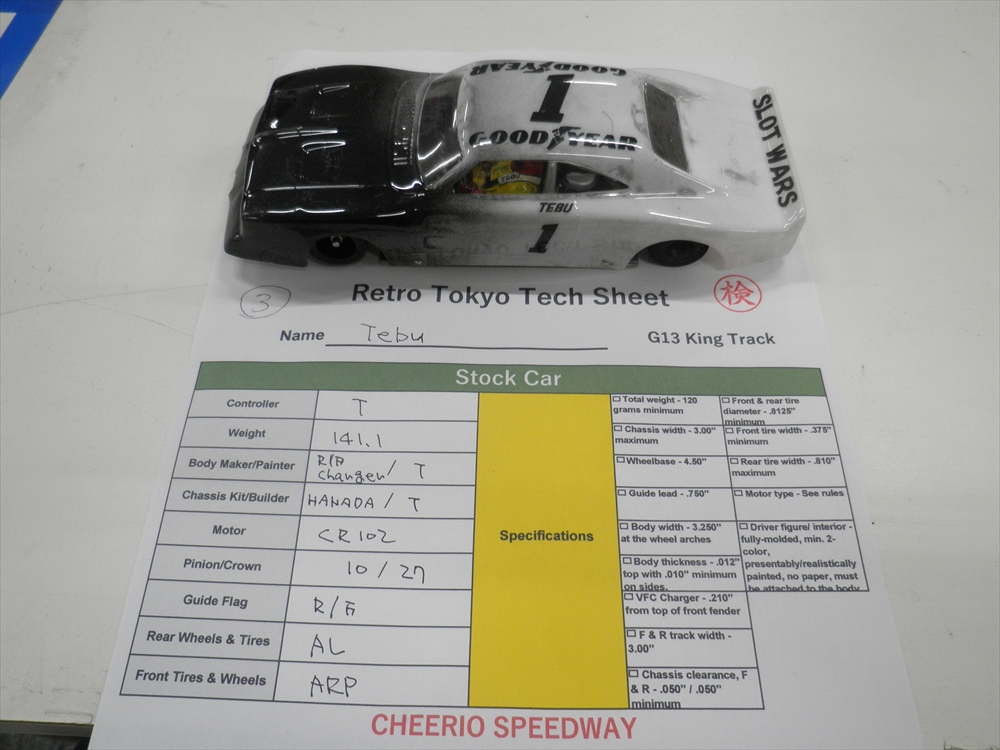 GOOD YEAR
1
GOOD YEAR
SLOT WARS
TEBU
TEBU
1
3 Retro Tokyo Tech Sheet 検
Name Tebu G13 King Track
Stock Car
Controller T
Weight 141.1
Body Maker/Painter R/F Changer / T
Chassis Kit/Builder HANADA / T
Motor CR102
Pinion/Crown 10 / 27
Guide Flag R/F
Rear Wheels & Tires AL
Front Tires & Wheels ARP
Specifications
Total weight - 120
grams minimum
Chassis width - 3.00"
maximum
Wheelbase - 4.50"
Guide lead - .750"
Body width - 3.250"
at the wheel arches
Body thickness - .012"
top with .010" minimum
on sides.
VFC Charger - .210"
from top of front fender
F & R track width -
3.00"
Chassis clearance, F
& R - .050" / .050"
minimum
Front & rear tire
diameter - .8125"
minimum
Front tire width - .375"
minimum
Rear tire width - .810"
maximum
Motor type - See rules
Driver figure/ interior -
fully-molded, min. 2-
color,
presentably/realistically
painted, no paper, must
be attached to the body
CHEERIO SPEEDWAY